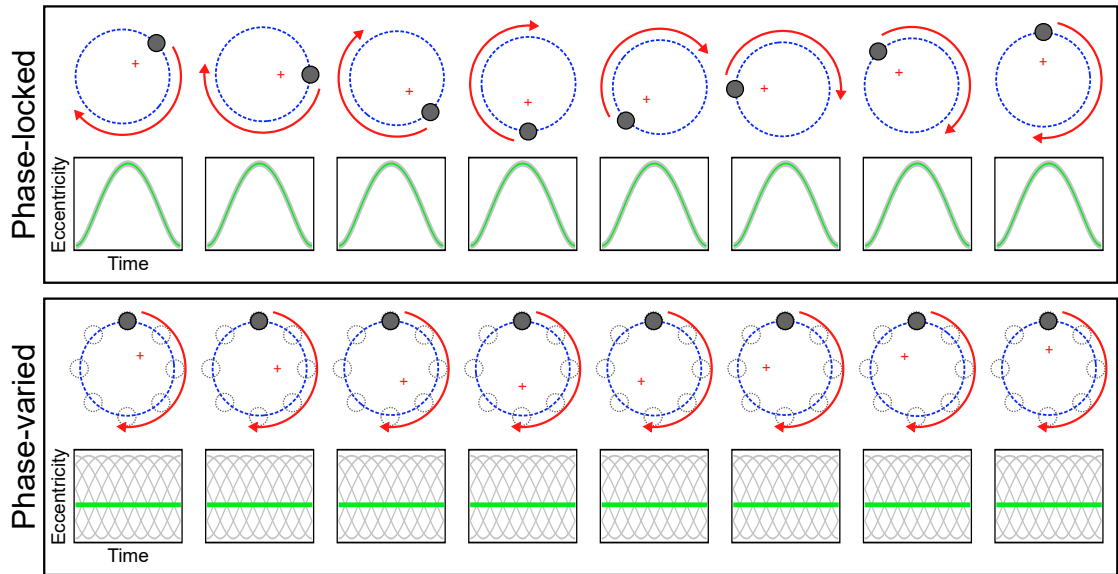 Phase-locked
Eccentricity
Time
Phase-varied
Eccentricity
Time